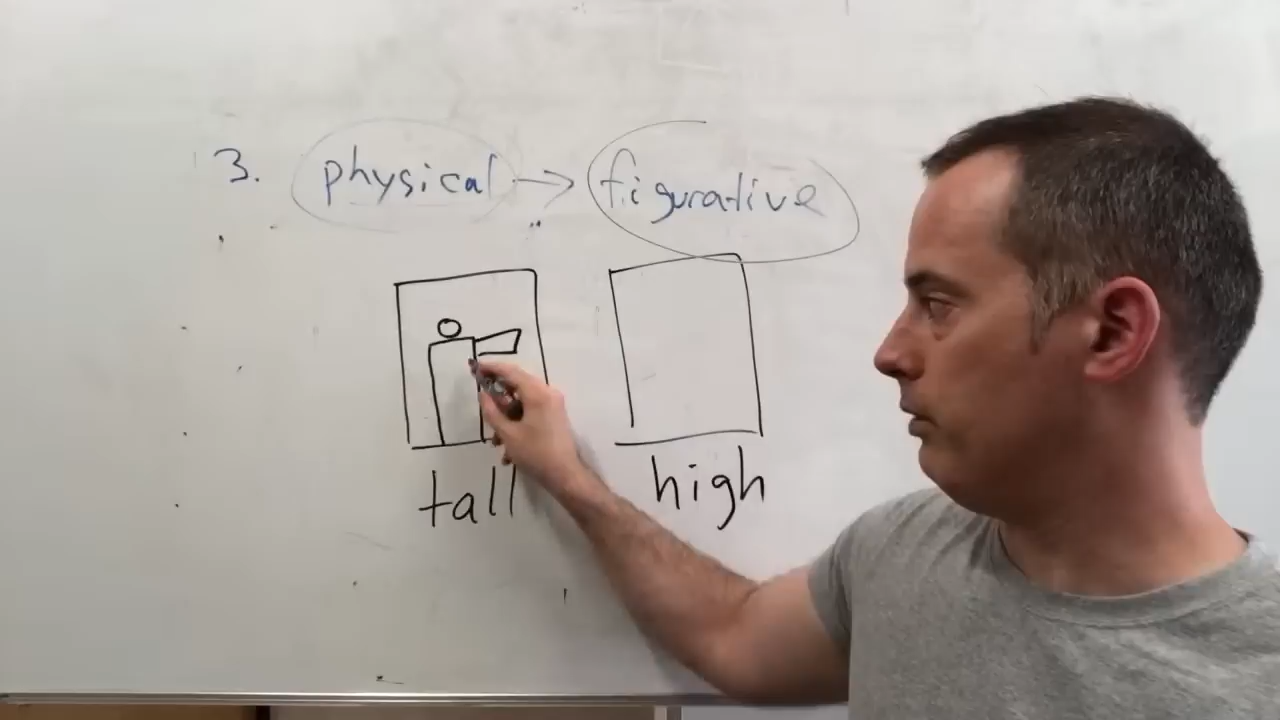 3. physical → figurative
tall high